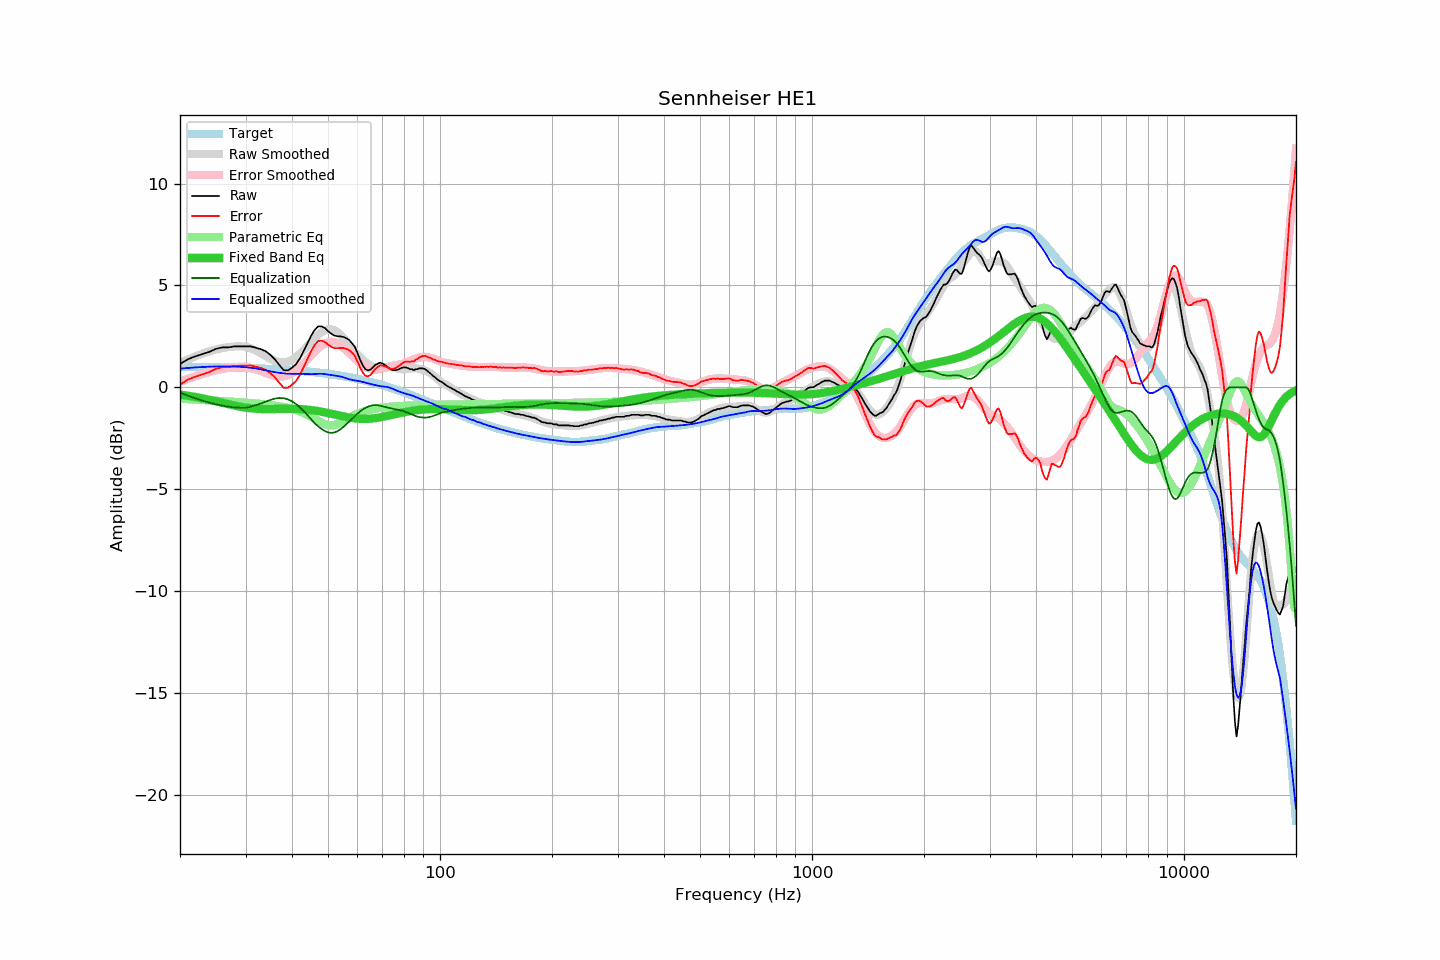 Sennheiser HE1
Target
Raw Smoothed
Error Smoothed
Raw
Error
Parametric Eq
Fixed Band Eq
Equalization
Equalized smoothed
10
5
0
−5
−10
−15
−20
Amplitude (dBr)
100
1000
10000
Frequency (Hz)